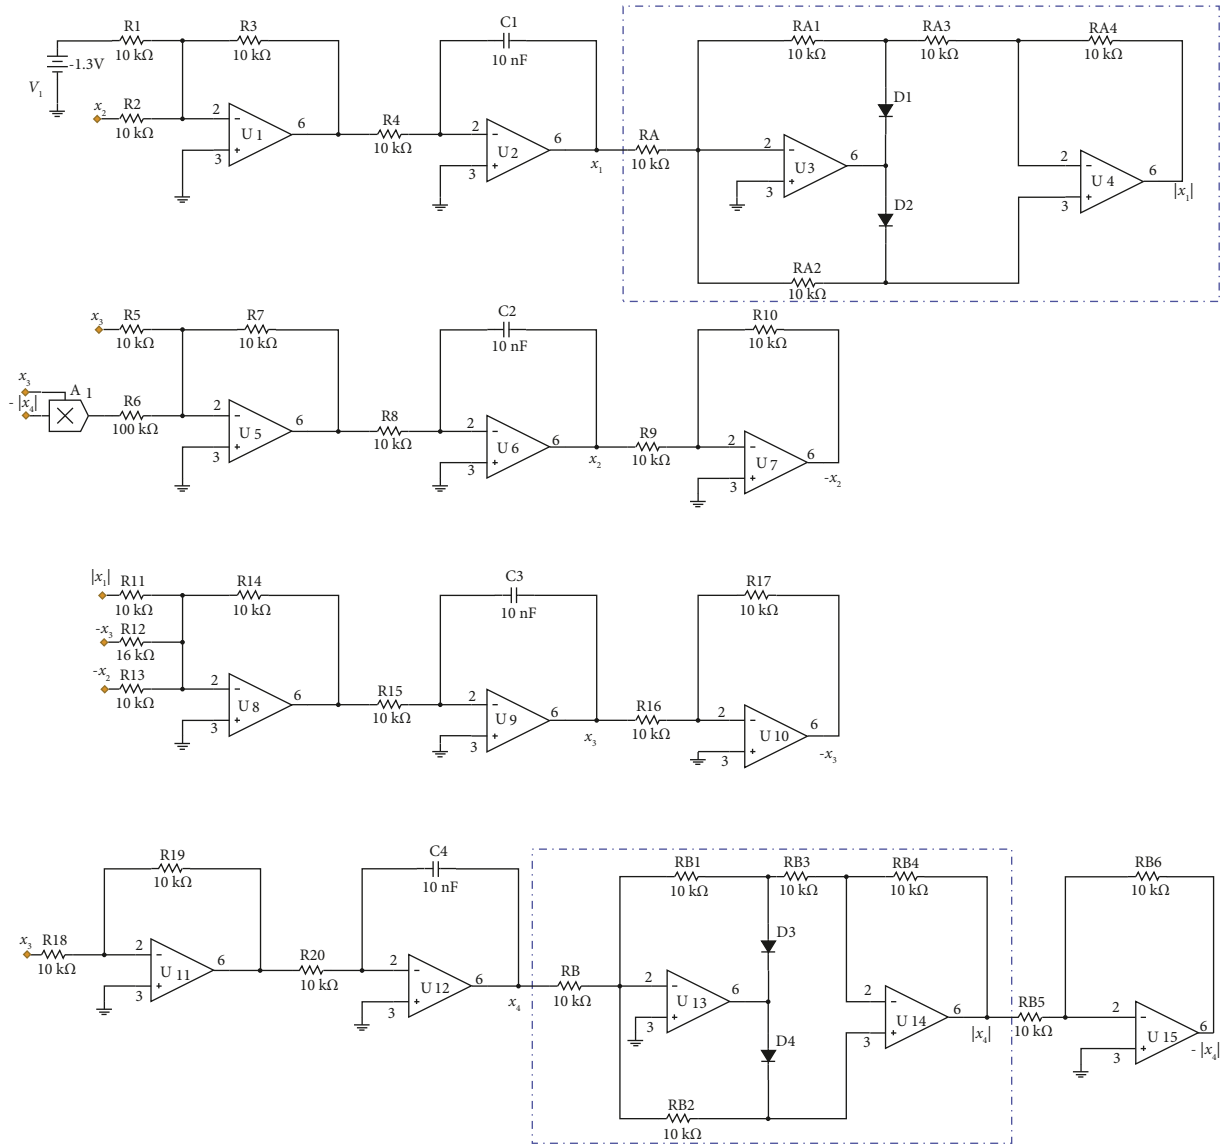 R1
10 kΩ
R3
10 kΩ
C1
10 nF
-1.3V
V1
x2
R2
10 kΩ
2
3
6
U 1
R4
10 kΩ
2
3
6
U 2
x1
RA
10 kΩ
RA1
10 kΩ
RA3
10 kΩ
RA4
10 kΩ
D1
2
3
6
U 3
D2
RA2
10 kΩ
2
3
6
U 4
|x1|
x3
R5
10 kΩ
R7
10 kΩ
C2
10 nF
R10
10 kΩ
x3
- |x4|
A 1
R6
100 kΩ
2
3
6
U 5
R8
10 kΩ
2
3
6
U 6
x2
R9
10 kΩ
2
3
6
U 7
-x2
|x1|
R11
10 kΩ
R14
10 kΩ
C3
10 nF
R17
10 kΩ
-x3
R12
16 kΩ
-x2
R13
10 kΩ
2
3
6
U 8
R15
10 kΩ
2
3
6
U 9
x3
R16
10 kΩ
2
3
6
U 10
-x3
R19
10 kΩ
C4
10 nF
RB1
10 kΩ
RB3
10 kΩ
RB4
10 kΩ
RB6
10 kΩ
x3
R18
10 kΩ
2
3
6
U 11
R20
10 kΩ
2
3
6
U 12
x4
RB
10 kΩ
D3
2
3
6
U 13
D4
RB2
10 kΩ
2
3
6
U 14
|x4|
RB5
10 kΩ
2
3
6
U 15
- |x4|